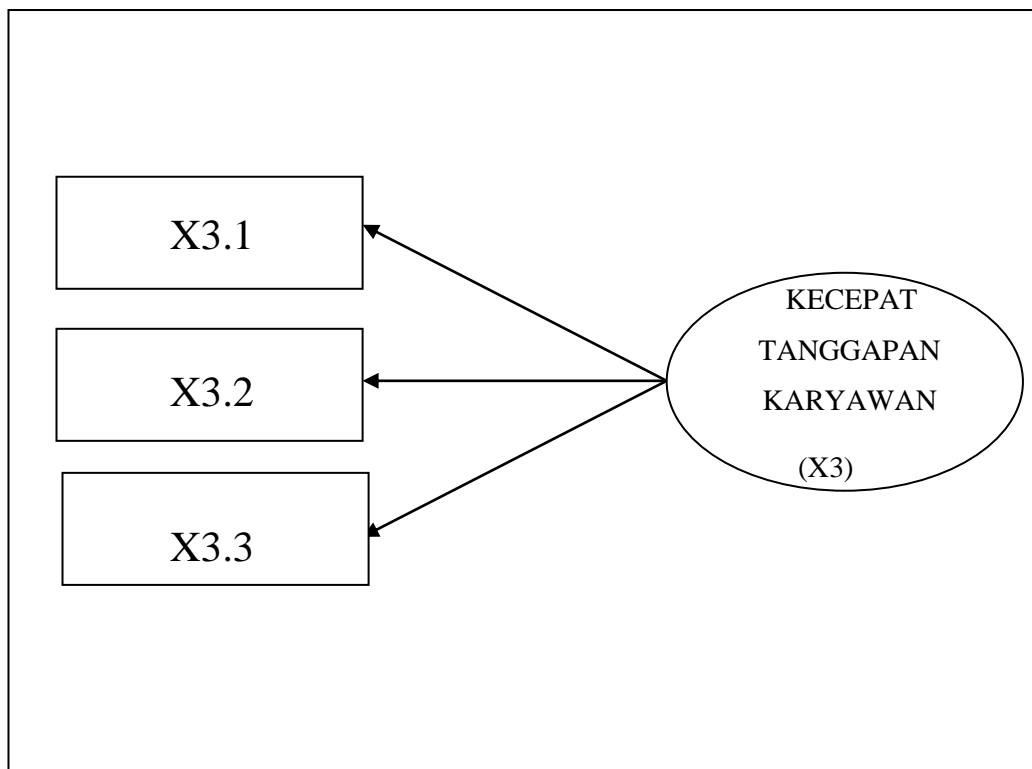 X3.1
X3.2
X3.3
KECEPAT
TANGGAPAN
KARYAWAN
(X3)